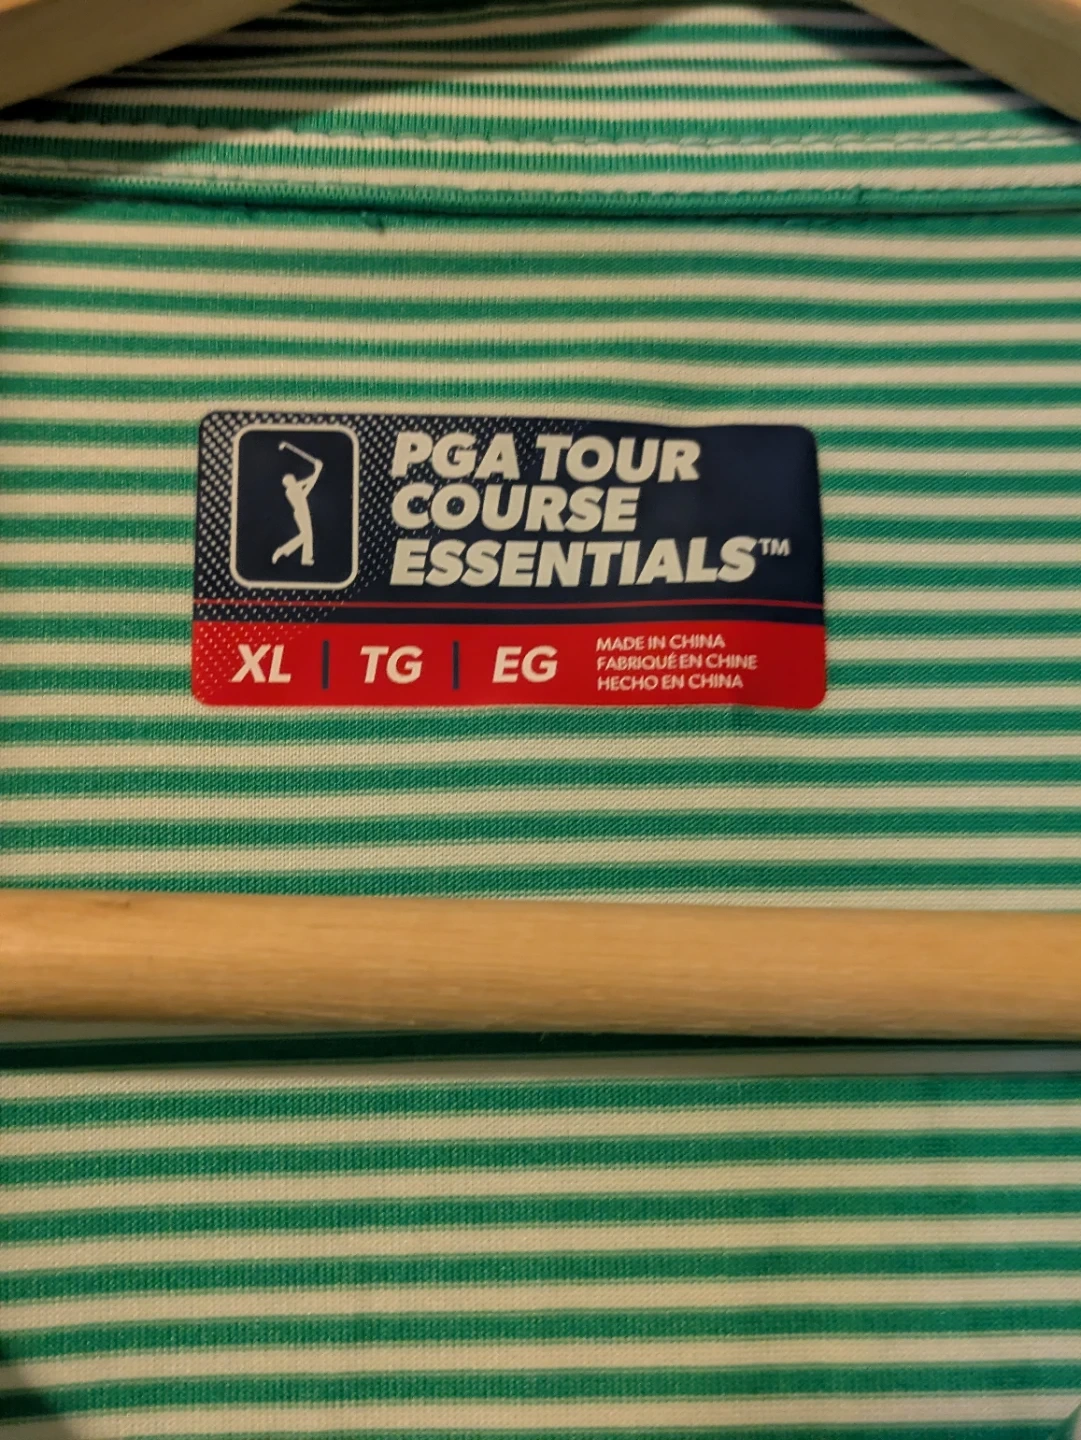 PGA TOUR
COURSE
ESSENTIALS™
XL | TG | EG
MADE IN CHINA
FABRIQUÉ EN CHINE
HECHO EN CHINA